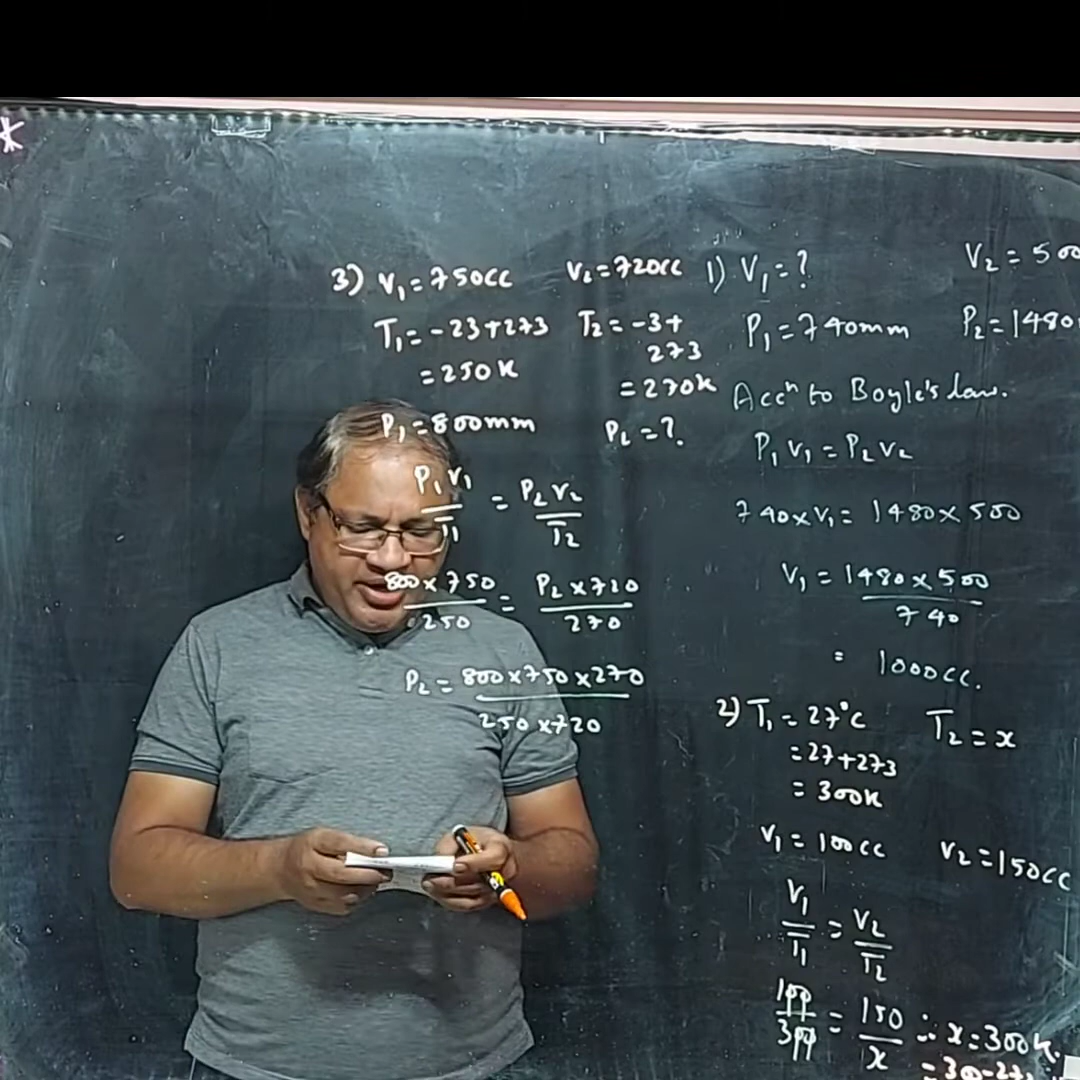 *
3) V₁=750cc V₂=720cc
T₁=-23+273 T₂=-3+
273
=250K =270K
P₁=800mm P₂=?
P₁V₁/T₁ = P₂V₂/T₂
800×750/250 = P₂×720/270
P₂=800×750×270/250×720
1) V₁=? V₂=500
P₁=740mm P₂=1480
Accⁿ to Boyle's law.
P₁V₁=P₂V₂
740×V₁=1480×500
V₁=1480×500/740
= 1000cc.
2) T₁=27°C T₂=x
=27+273
=300K
V₁=100cc V₂=150cc
V₁/T₁=V₂/T₂
100/300=150/x ∴ x=300K.